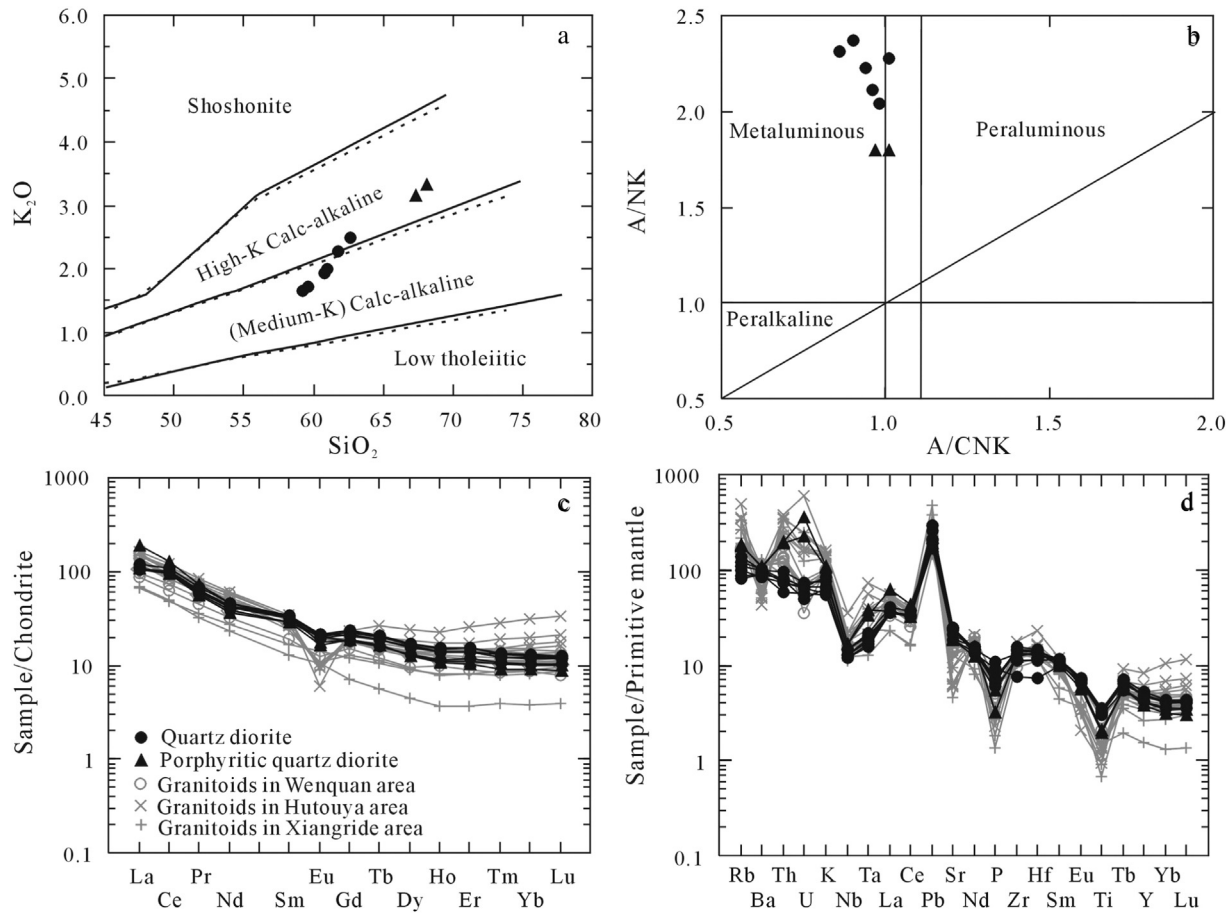 a
6.0
5.0
4.0
3.0
2.0
1.0
0.0
K₂O
Shoshonite
High-K Calc-alkaline
(Medium-K) Calc-alkaline
Low tholeiitic
45 50 55 60 65 70 75 80
SiO₂
b
2.5
2.0
1.5
1.0
0.5
A/NK
Metaluminous
Peraluminous
Peralkaline
0.5 1.0 1.5 2.0
A/CNK
c
1000
100
10
1
0.1
Sample/Chondrite
Quartz diorite
Porphyritic quartz diorite
Granitoids in Wenquan area
Granitoids in Hutouya area
Granitoids in Xiangride area
La Pr Eu Tb Ho Tm Lu
Ce Nd Sm Gd Dy Er Yb
d
1000
100
10
1
0.1
Sample/Primitive mantle
Rb Th K Ta Ce Sr P Hf Eu Tb Yb
Ba U Nb La Pb Nd Zr Sm Ti Y Lu